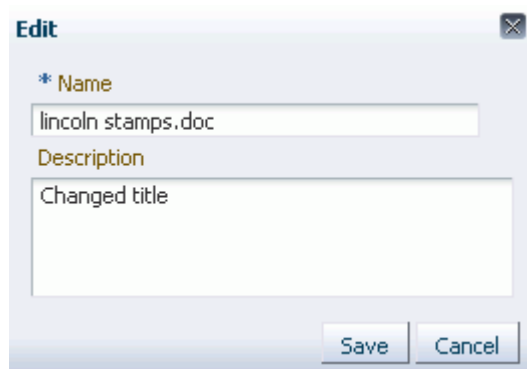 Edit
* Name
lincoln stamps.doc
Description
Changed title
Save Cancel